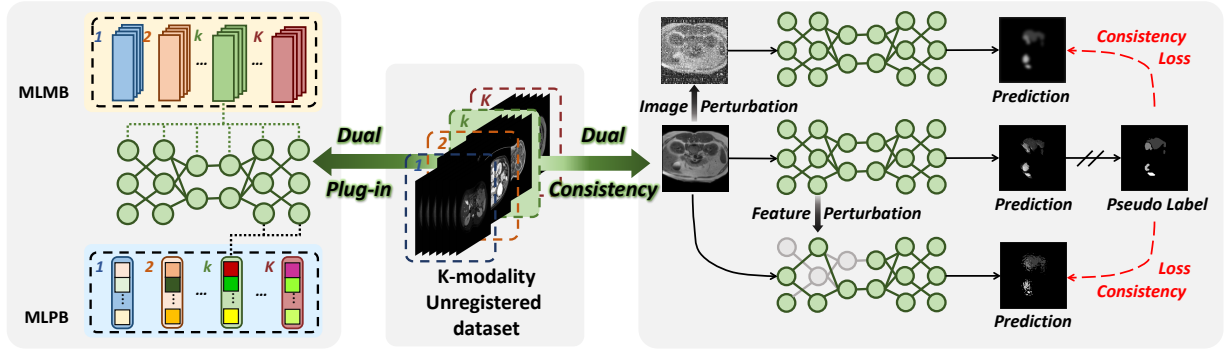 1 2 k K
... ...
MLMB
1 2 ... k ... K
MLPB
Dual
Plug-in
1 2 k K
K-modality
Unregistered
dataset
Dual
Consistency
Image Perturbation
Prediction
Consistency
Loss
Feature Perturbation
Prediction
Pseudo Label
Prediction
Loss
Consistency